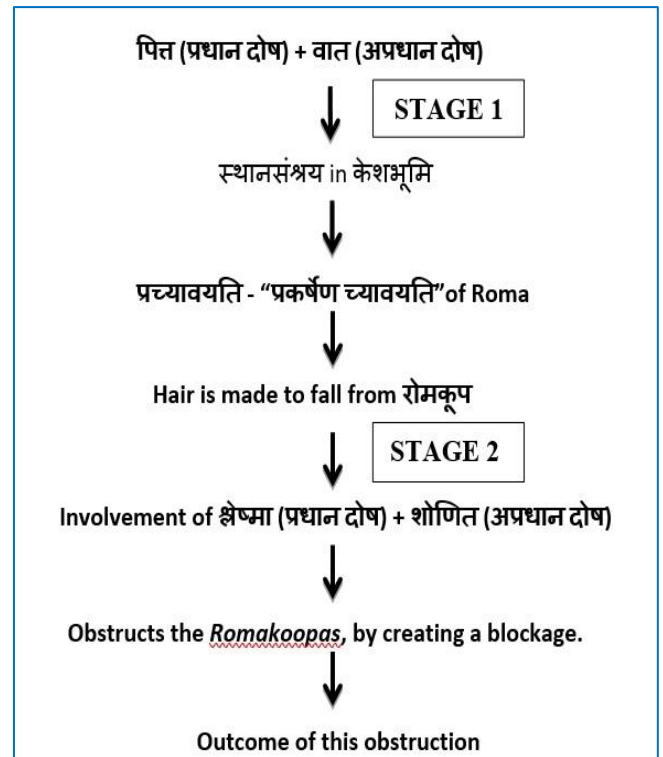 पित्त (प्रधान दोष) + वात (अप्रधान दोष)
STAGE 1
स्थानसंश्रय in केशभूमि
प्रच्यावयति - “प्रकर्षेण च्यावयति”of Roma
Hair is made to fall from रोमकूप
STAGE 2
Involvement of श्लेष्मा (प्रधान दोष) + शोणित (अप्रधान दोष)
Obstructs the Romakoopas, by creating a blockage.
Outcome of this obstruction